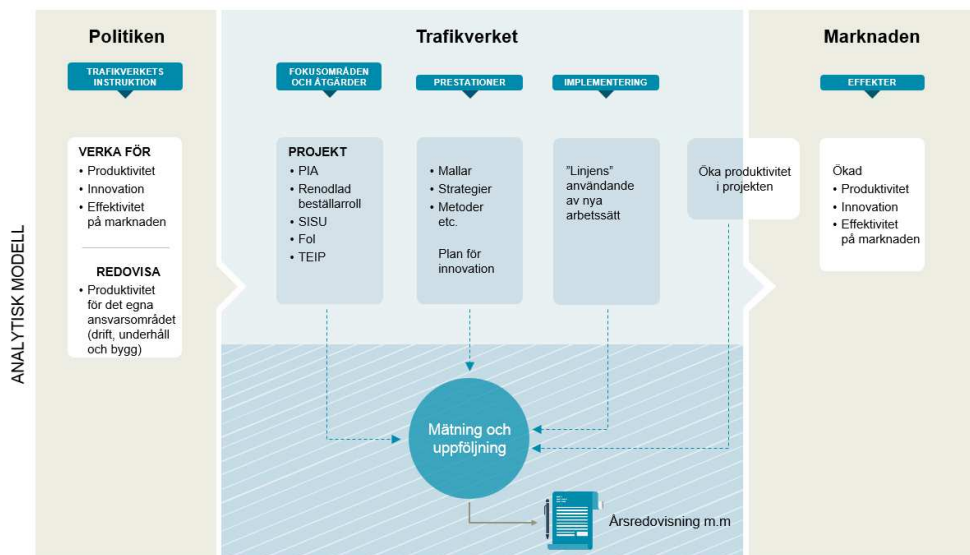 ANALYTISK MODELL
Politiken
TRAFIKVERKETS
INSTRUKTION
VERKA FÖR
• Produktivitet
• Innovation
• Effektivitet
på marknaden
REDOVISA
• Produktivitet
för det egna
ansvarsområdet
(drift, underhåll
och bygg)
Trafikverket
FOKUSOMRÅDEN
OCH ÅTGÄRDER
PROJEKT
• PIA
• Renodlad
beställarroll
• SISU
• FoI
• TEIP
PRESTATIONER
• Mallar
• Strategier
• Metoder
etc.
Plan för
innovation
IMPLEMENTERING
”Linjens”
användande
av nya
arbetssätt
Öka produktivitet
i projekten
Marknaden
EFFEKTER
Ökad
• Produktivitet
• Innovation
• Effektivitet
på marknaden
Mätning och
uppföljning
Årsredovisning m.m